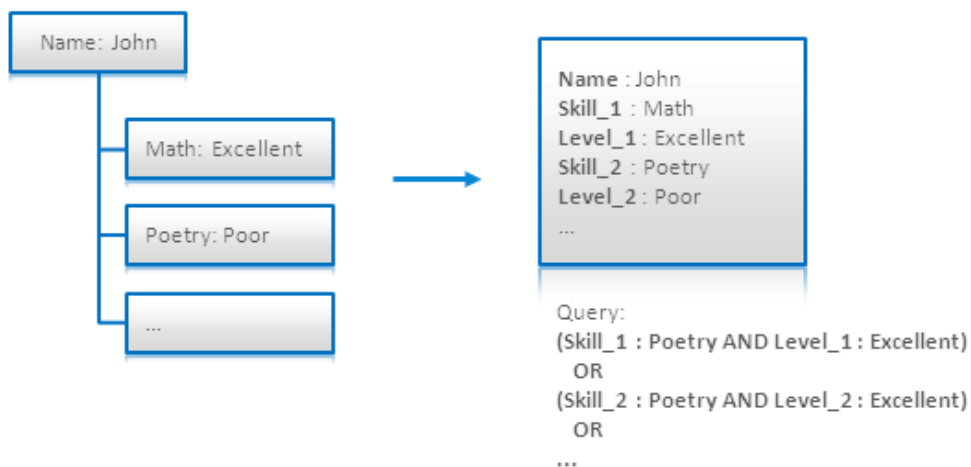 Name: John
Math: Excellent
Poetry: Poor
...
Name : John
Skill_1 : Math
Level_1 : Excellent
Skill_2 : Poetry
Level_2 : Poor
...
Query:
(Skill_1 : Poetry AND Level_1 : Excellent)
OR
(Skill_2 : Poetry AND Level_2 : Excellent)
OR
...